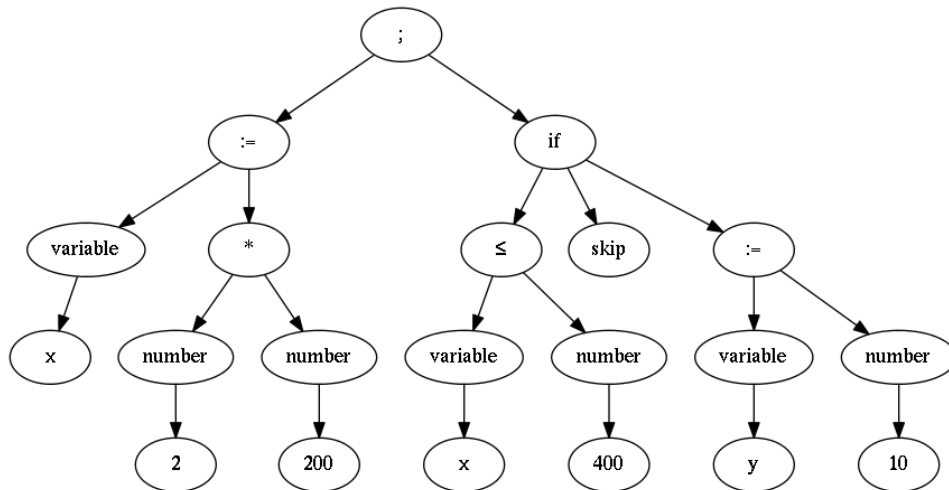 ;
:= if
variable * ≤ skip :=
x number number variable number variable number
2 200 x 400 y 10